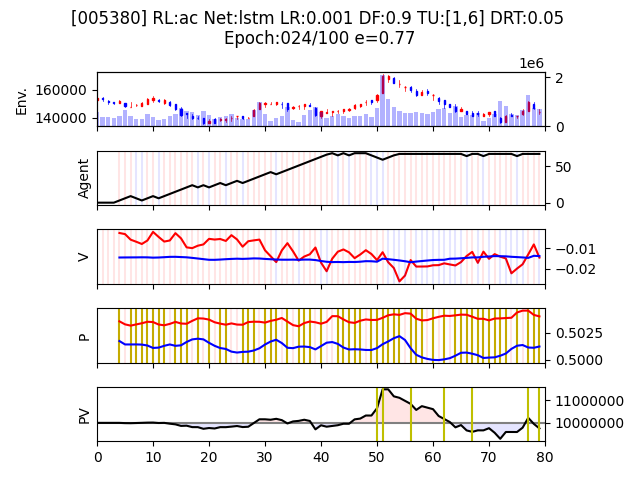 [005380] RL:ac Net:lstm LR:0.001 DF:0.9 TU:[1,6] DRT:0.05
Epoch:024/100 e=0.77
1e6
Env.
160000
140000
2
0
Agent
50
0
V
−0.01
−0.02
P
0.5025
0.5000
PV
11000000
10000000
0 10 20 30 40 50 60 70 80